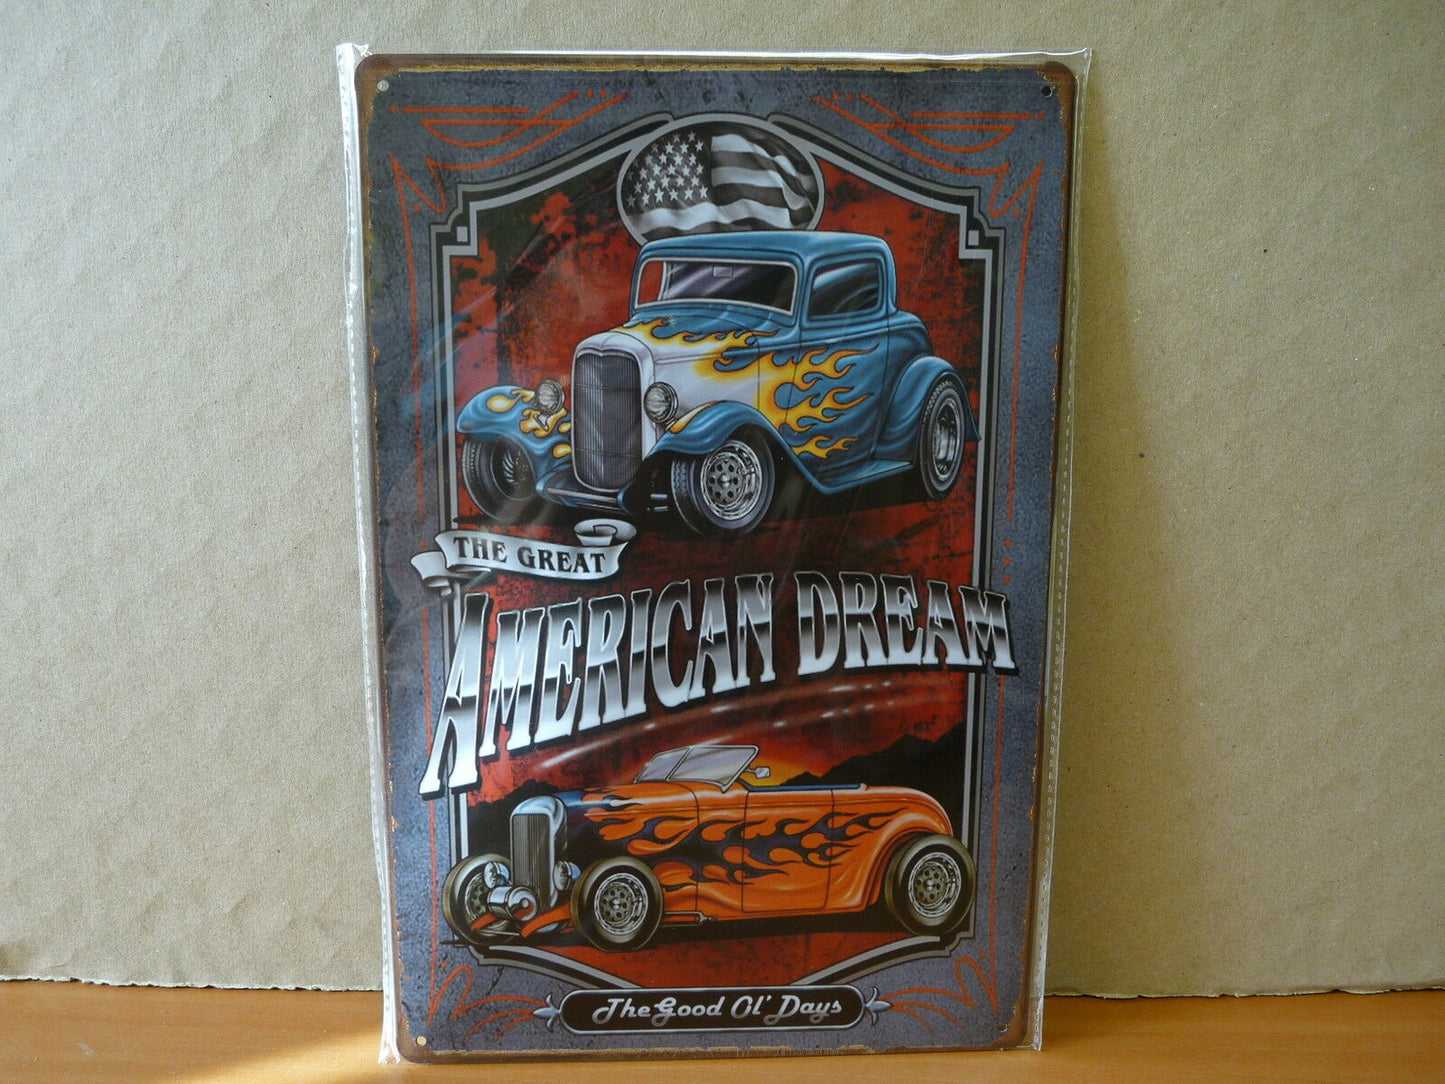 THE GREAT
AMERICAN DREAM
The Good Ol' Days